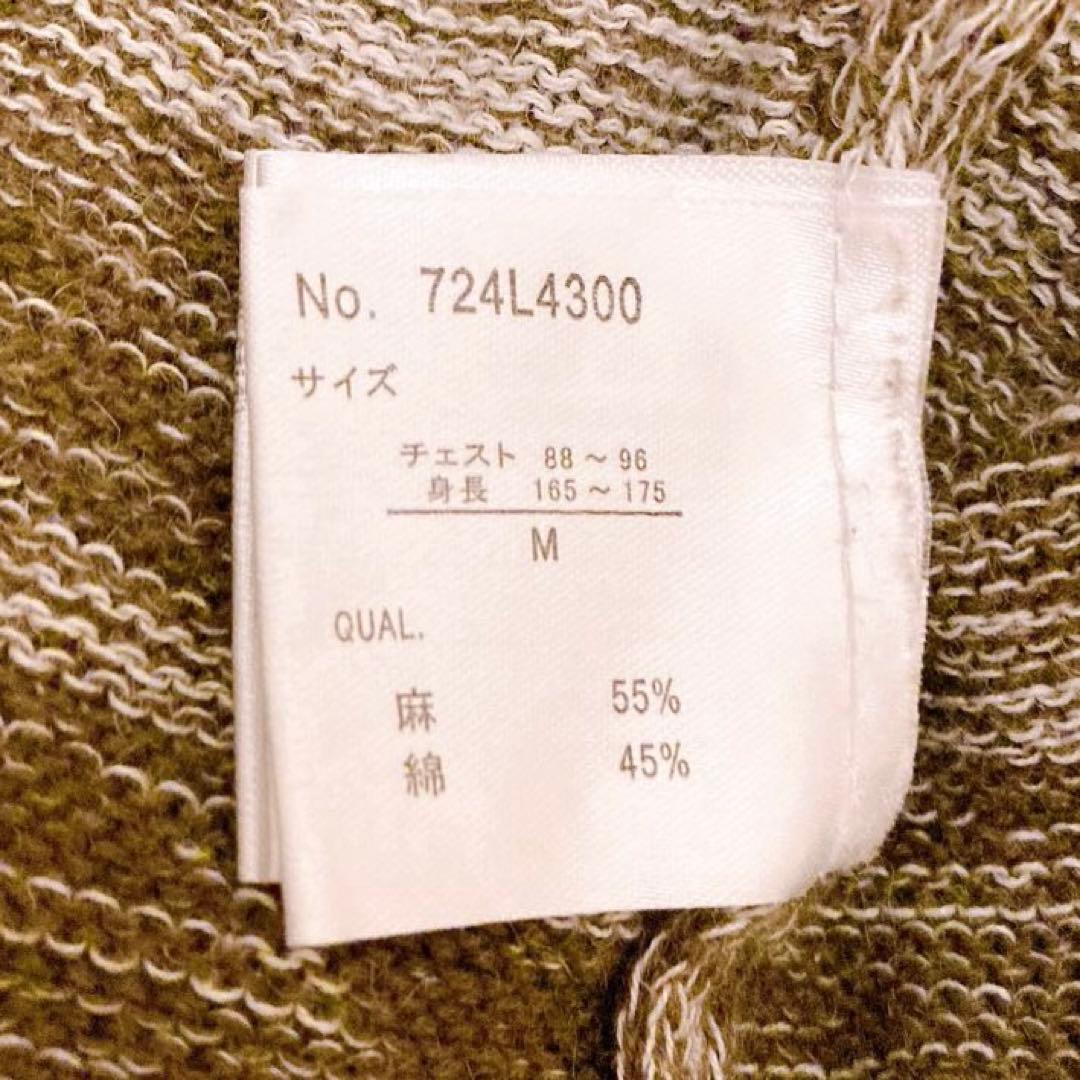 No. 724L4300
サイズ
チェスト 88～96
身長 165～175
M
QUAL.
麻 55%
綿 45%